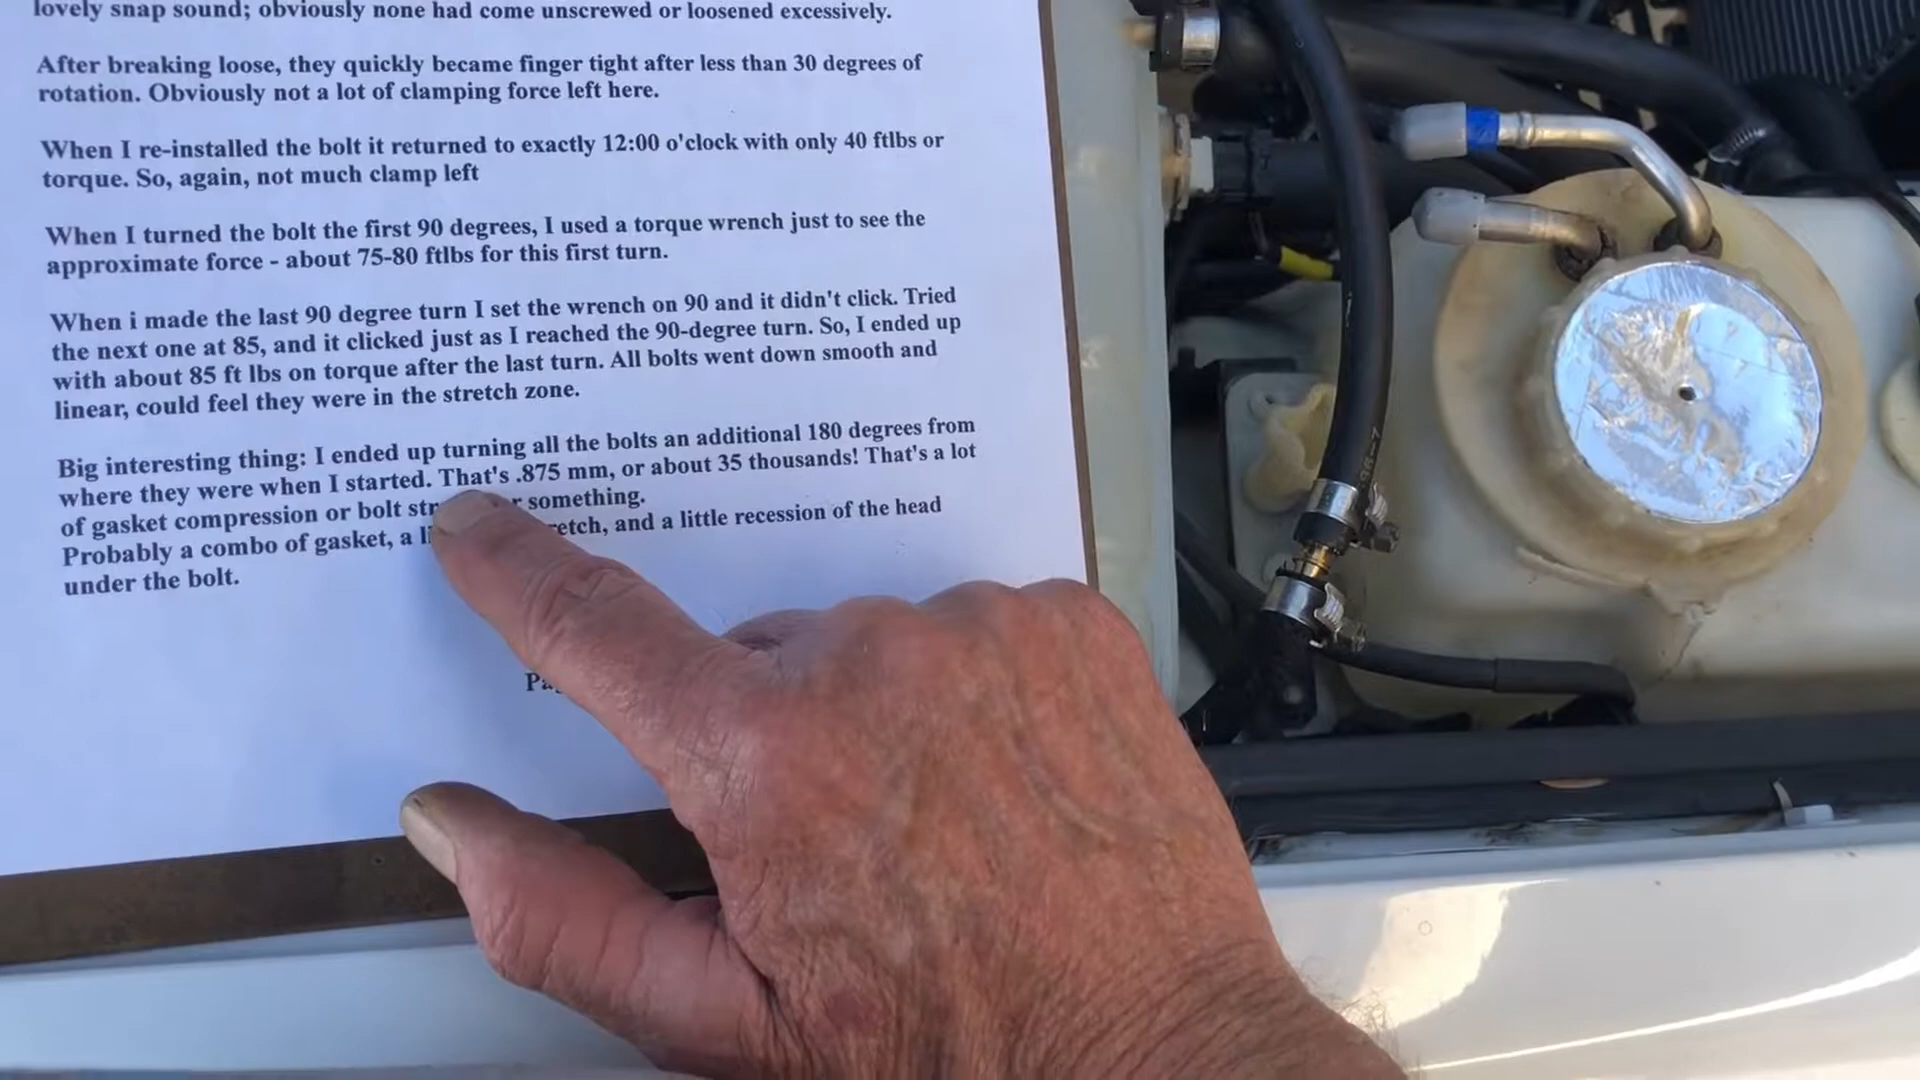 lovely snap sound; obviously none had come unscrewed or loosened excessively.
After breaking loose, they quickly became finger tight after less than 30 degrees of
rotation. Obviously not a lot of clamping force left here.
When I re-installed the bolt it returned to exactly 12:00 o'clock with only 40 ftlbs or
torque. So, again, not much clamp left
When I turned the bolt the first 90 degrees, I used a torque wrench just to see the
approximate force - about 75-80 ftlbs for this first turn.
When i made the last 90 degree turn I set the wrench on 90 and it didn't click. Tried
the next one at 85, and it clicked just as I reached the 90-degree turn. So, I ended up
with about 85 ft lbs on torque after the last turn. All bolts went down smooth and
linear, could feel they were in the stretch zone.
Big interesting thing: I ended up turning all the bolts an additional 180 degrees from
where they were when I started. That's .875 mm, or about 35 thousands! That's a lot
of gasket compression or bolt something.
Probably a combo of gasket, a and a little recession of the head
under the bolt.